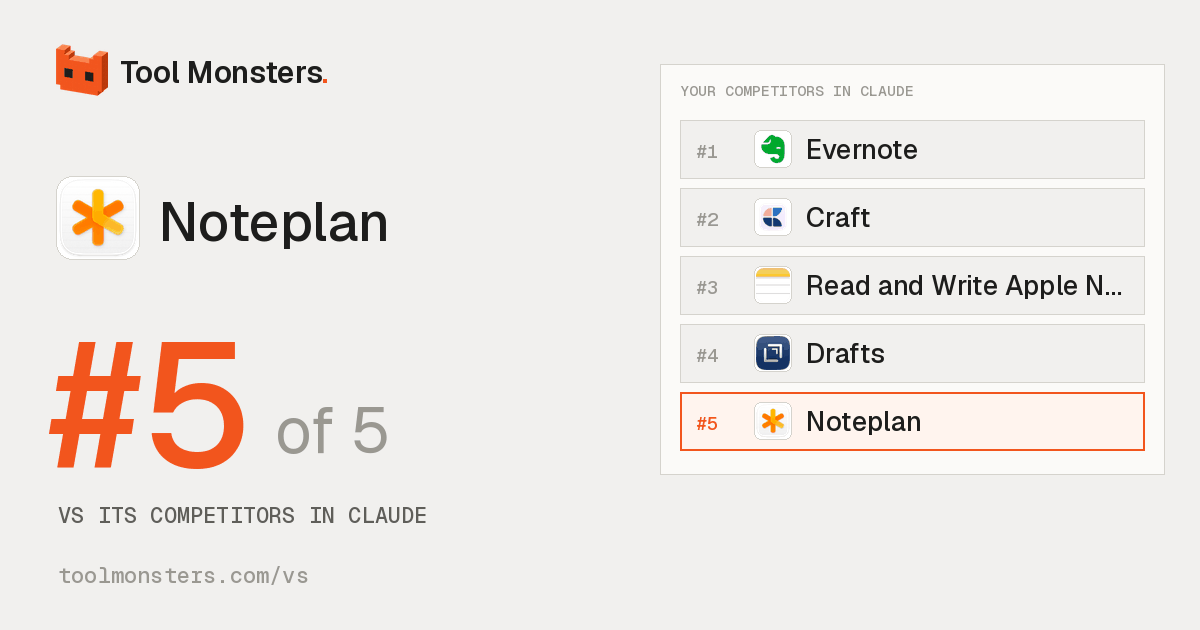 Tool Monsters.
Noteplan
#5 of 5
VS ITS COMPETITORS IN CLAUDE
toolmonsters.com/vs
YOUR COMPETITORS IN CLAUDE
#1 Evernote
#2 Craft
#3 Read and Write Apple N...
#4 Drafts
#5 Noteplan